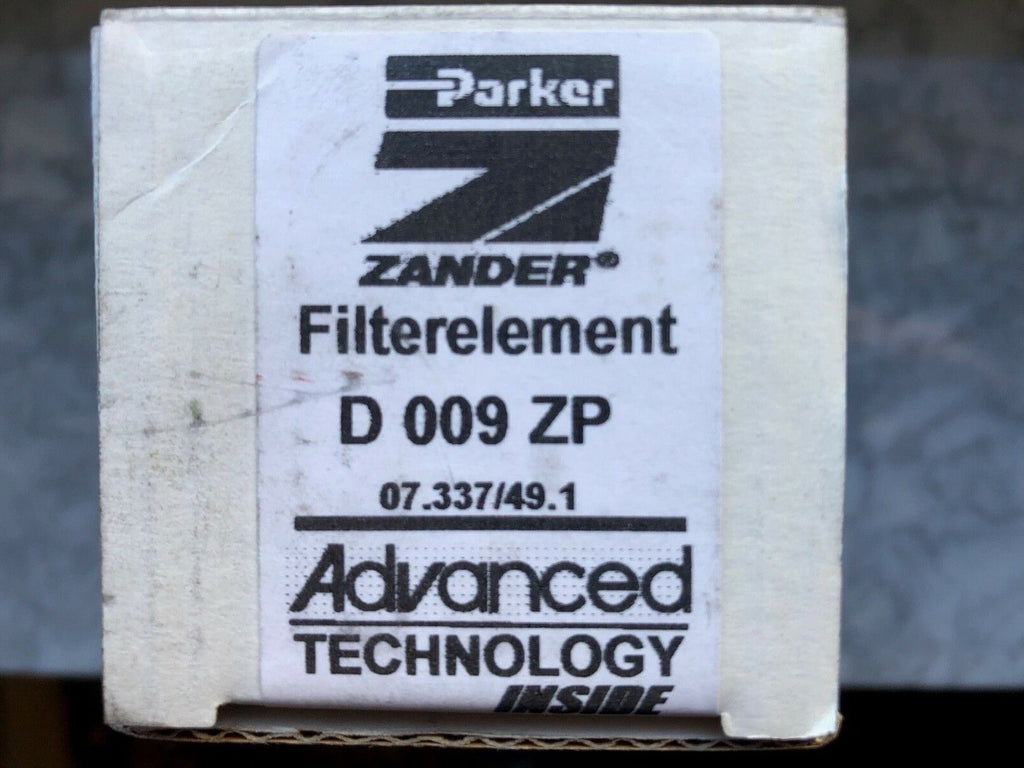 Parker
ZANDER®
Filterelement
D 009 ZP
07.337/49.1
Advanced
TECHNOLOGY
INSIDE